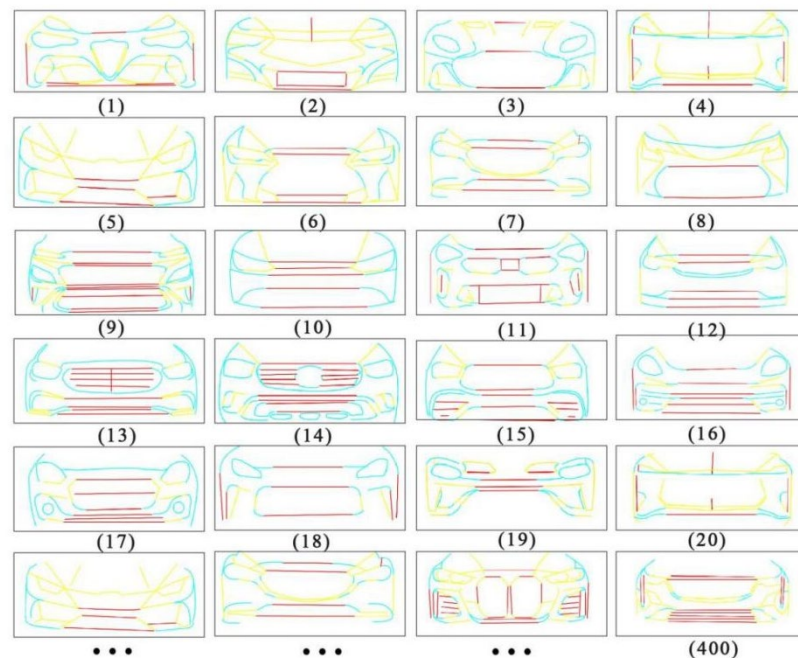 (1) (2) (3) (4)
(5) (6) (7) (8)
(9) (10) (11) (12)
(13) (14) (15) (16)
(17) (18) (19) (20)
••• ••• ••• (400)